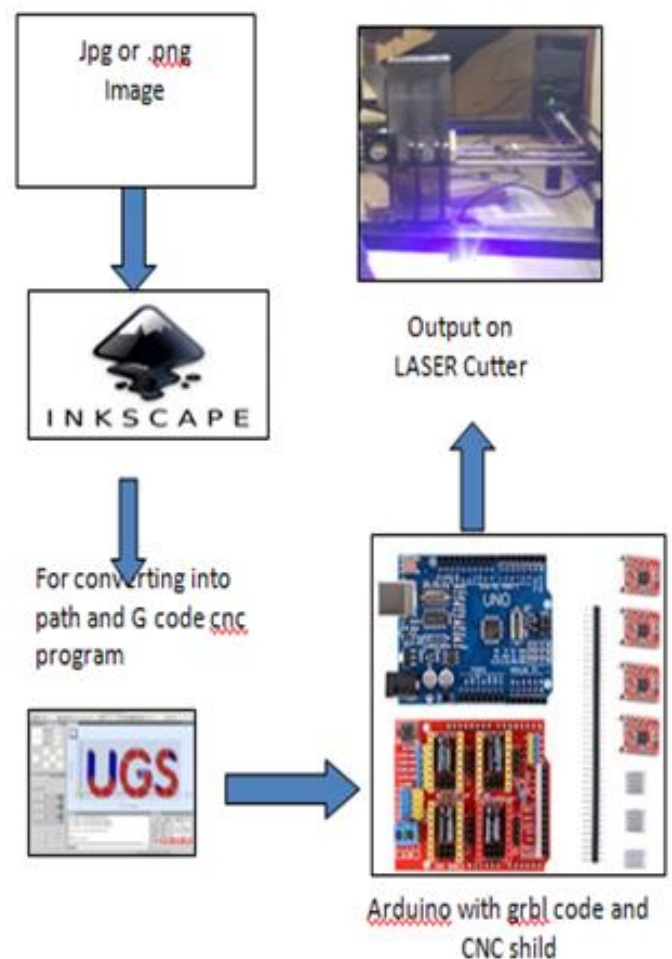 Jpg or .png
Image
INKSCAPE
For converting into
path and G code cnc
program
UGS
UNO
Arduino with grbl code and
CNC shild
Output on
LASER Cutter